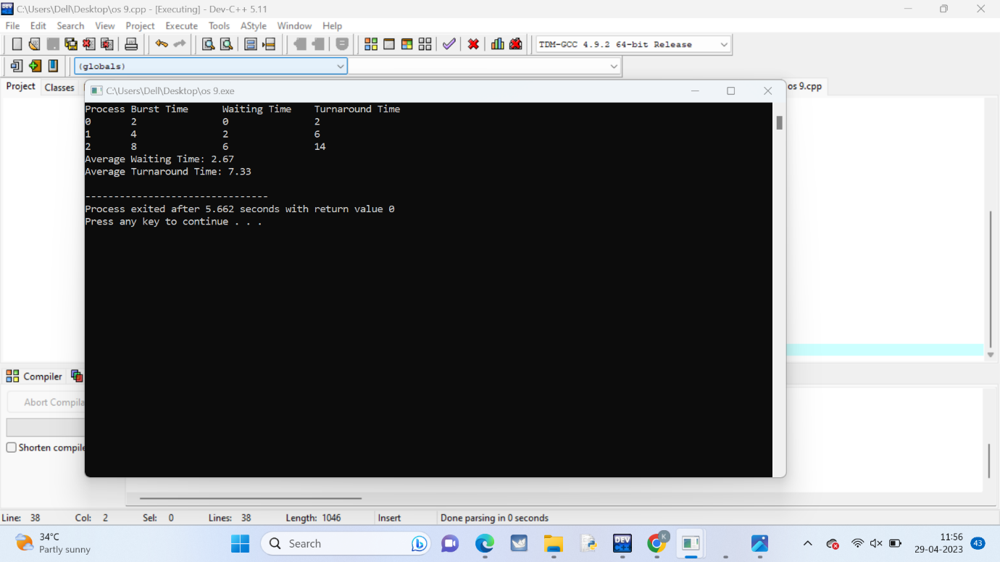 C:\Users\Dell\Desktop\os 9.cpp - [Executing] - Dev-C++ 5.11
File Edit Search View Project Execute Tools AStyle Window Help
TDM-GCC 4.9.2 64-bit Release
(globals)
Project Classes
os 9.cpp
C:\Users\Dell\Desktop\os 9.exe
Process Burst Time Waiting Time Turnaround Time
0 2 0 2
1 4 2 6
2 8 6 14
Average Waiting Time: 2.67
Average Turnaround Time: 7.33
--------------------------------
Process exited after 5.662 seconds with return value 0
Press any key to continue . . .
Compiler
Abort Compila
Shorten compile
Line: 38 Col: 2 Sel: 0 Lines: 38 Length: 1046 Insert Done parsing in 0 seconds
34°C
Partly sunny
Search
DEV
K
11:56
29-04-2023
43